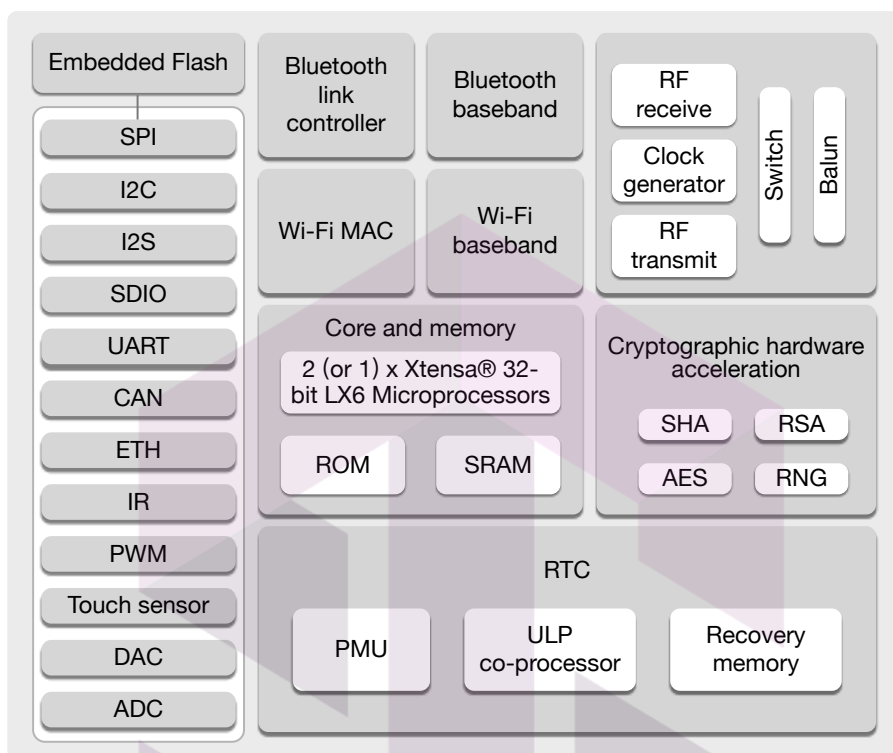 Embedded Flash
SPI
I2C
I2S
SDIO
UART
CAN
ETH
IR
PWM
Touch sensor
DAC
ADC
Bluetooth
link
controller
Bluetooth
baseband
Wi-Fi MAC
Wi-Fi
baseband
RF
receive
Clock
generator
RF
transmit
Switch
Balun
Core and memory
2 (or 1) x Xtensa® 32-
bit LX6 Microprocessors
ROM
SRAM
Cryptographic hardware
acceleration
SHA
RSA
AES
RNG
RTC
PMU
ULP
co-processor
Recovery
memory